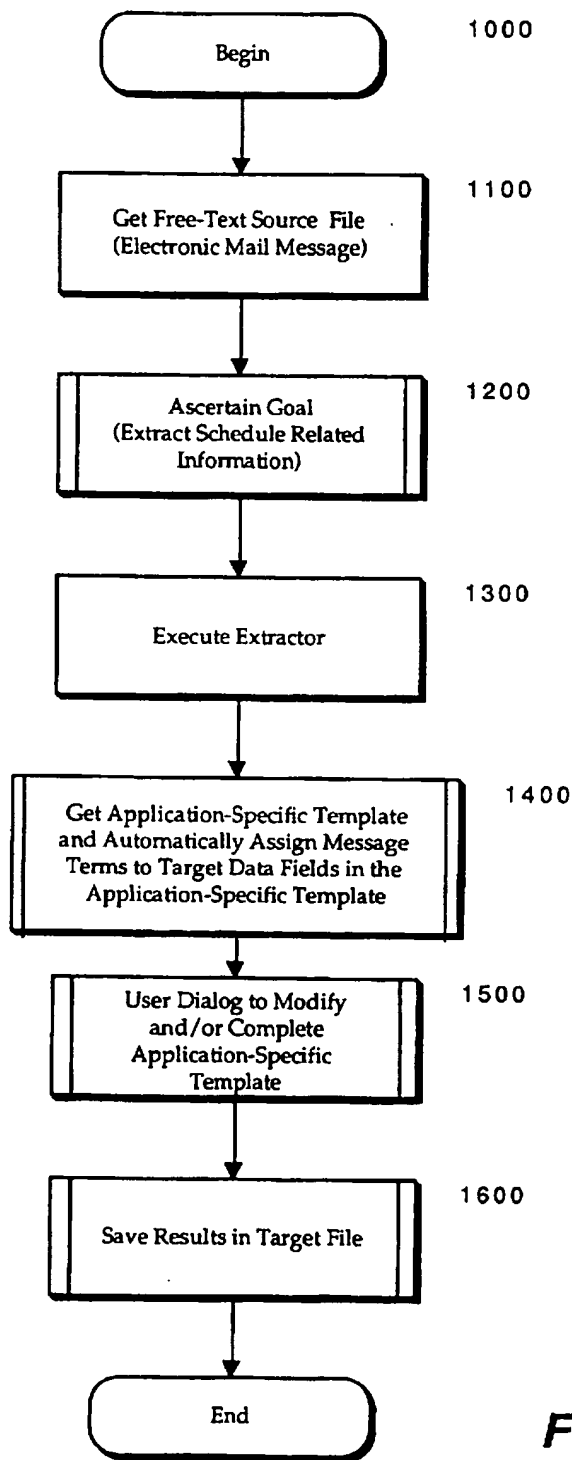 1000
Begin
1100
Get Free-Text Source File
(Electronic Mail Message)
1200
Ascertain Goal
(Extract Schedule Related
Information)
1300
Execute Extractor
1400
Get Application-Specific Template
and Automatically Assign Message
Terms to Target Data Fields in the
Application-Specific Template
1500
User Dialog to Modify
and/or Complete
Application-Specific
Template
1600
Save Results in Target File
End
F